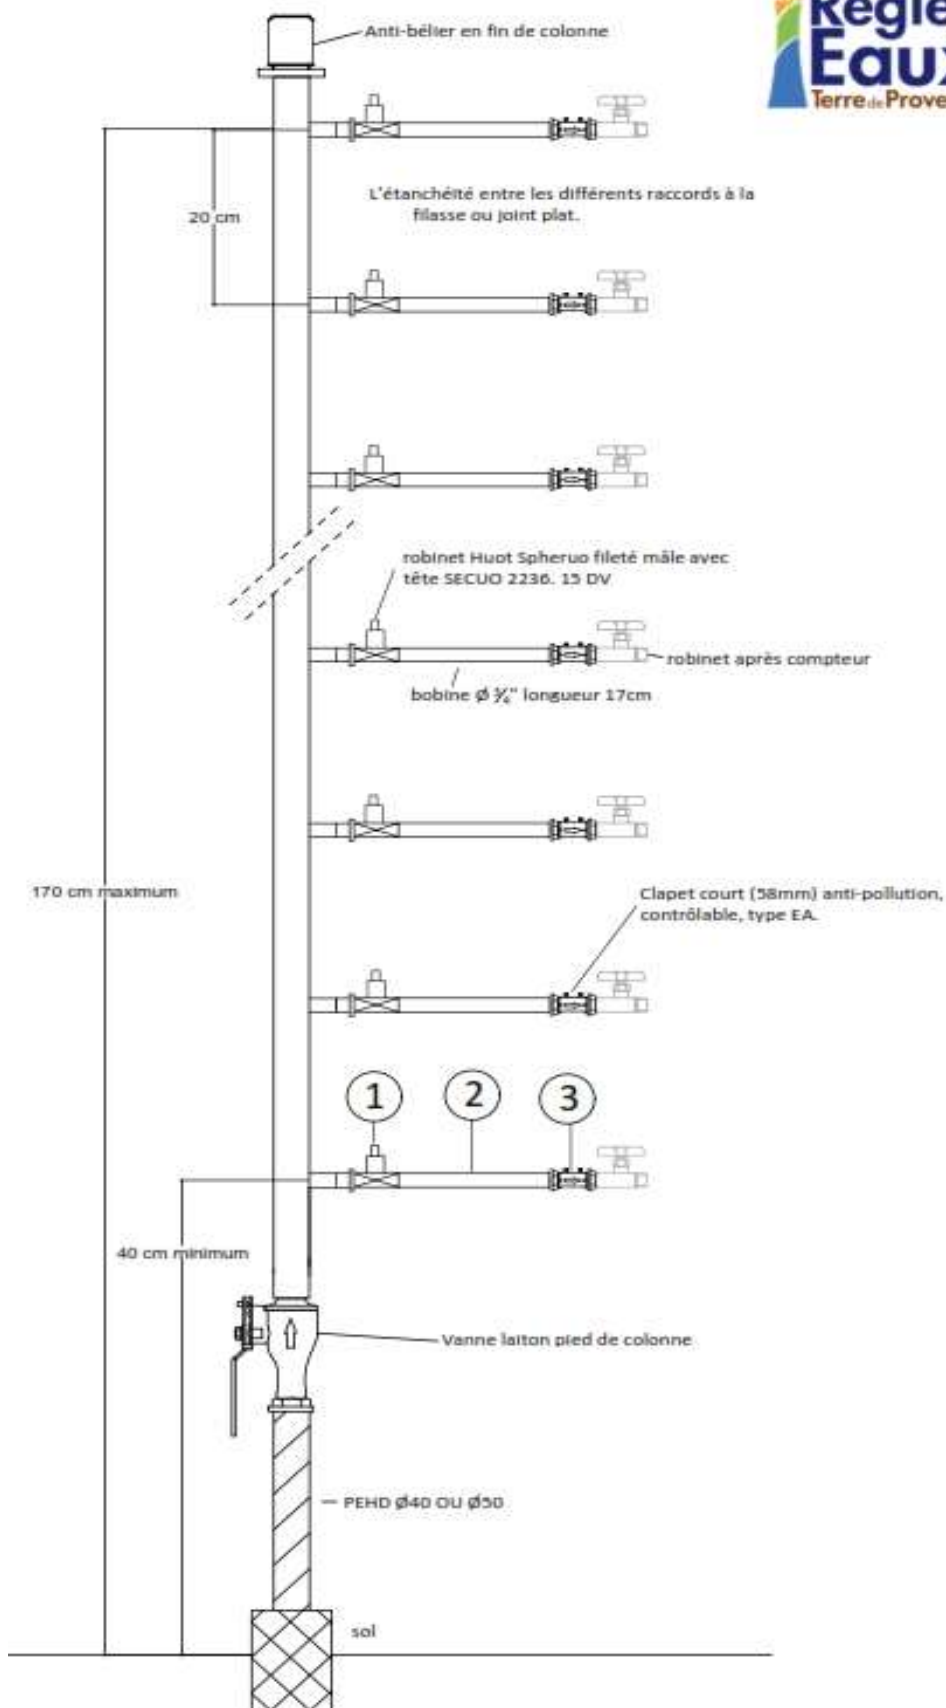 Anti-bélier en fin de colonne
Eaux
Terre de Prove
L'étanchéité entre les différents raccords à la
filasse ou joint plat.
20 cm
robinet Huot Spheruo fileté mâle avec
tête SECUO 2236. 15 DV
robinet après compteur
bobine Ø ¾" longueur 17cm
170 cm maximum
Clapet court (58mm) anti-pollution,
contrôlable, type EA.
1
2
3
40 cm minimum
Vanne laiton pied de colonne
PEHD Ø40 OU Ø50
sol